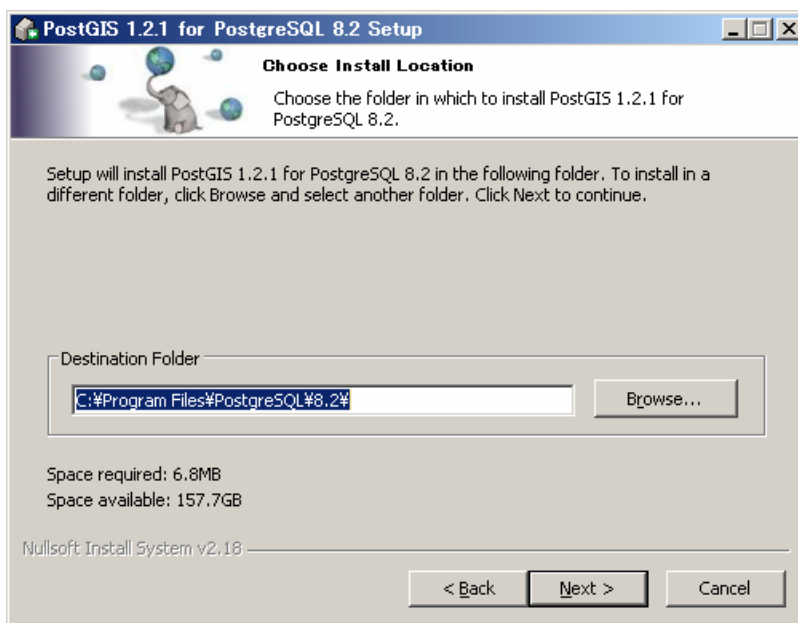 PostGIS 1.2.1 for PostgreSQL 8.2 Setup
Choose Install Location
Choose the folder in which to install PostGIS 1.2.1 for
PostgreSQL 8.2.
Setup will install PostGIS 1.2.1 for PostgreSQL 8.2 in the following folder. To install in a
different folder, click Browse and select another folder. Click Next to continue.
Destination Folder
C:¥Program Files¥PostgreSQL¥8.2¥
Browse...
Space required: 6.8MB
Space available: 157.7GB
Nullsoft Install System v2.18
< Back
Next >
Cancel